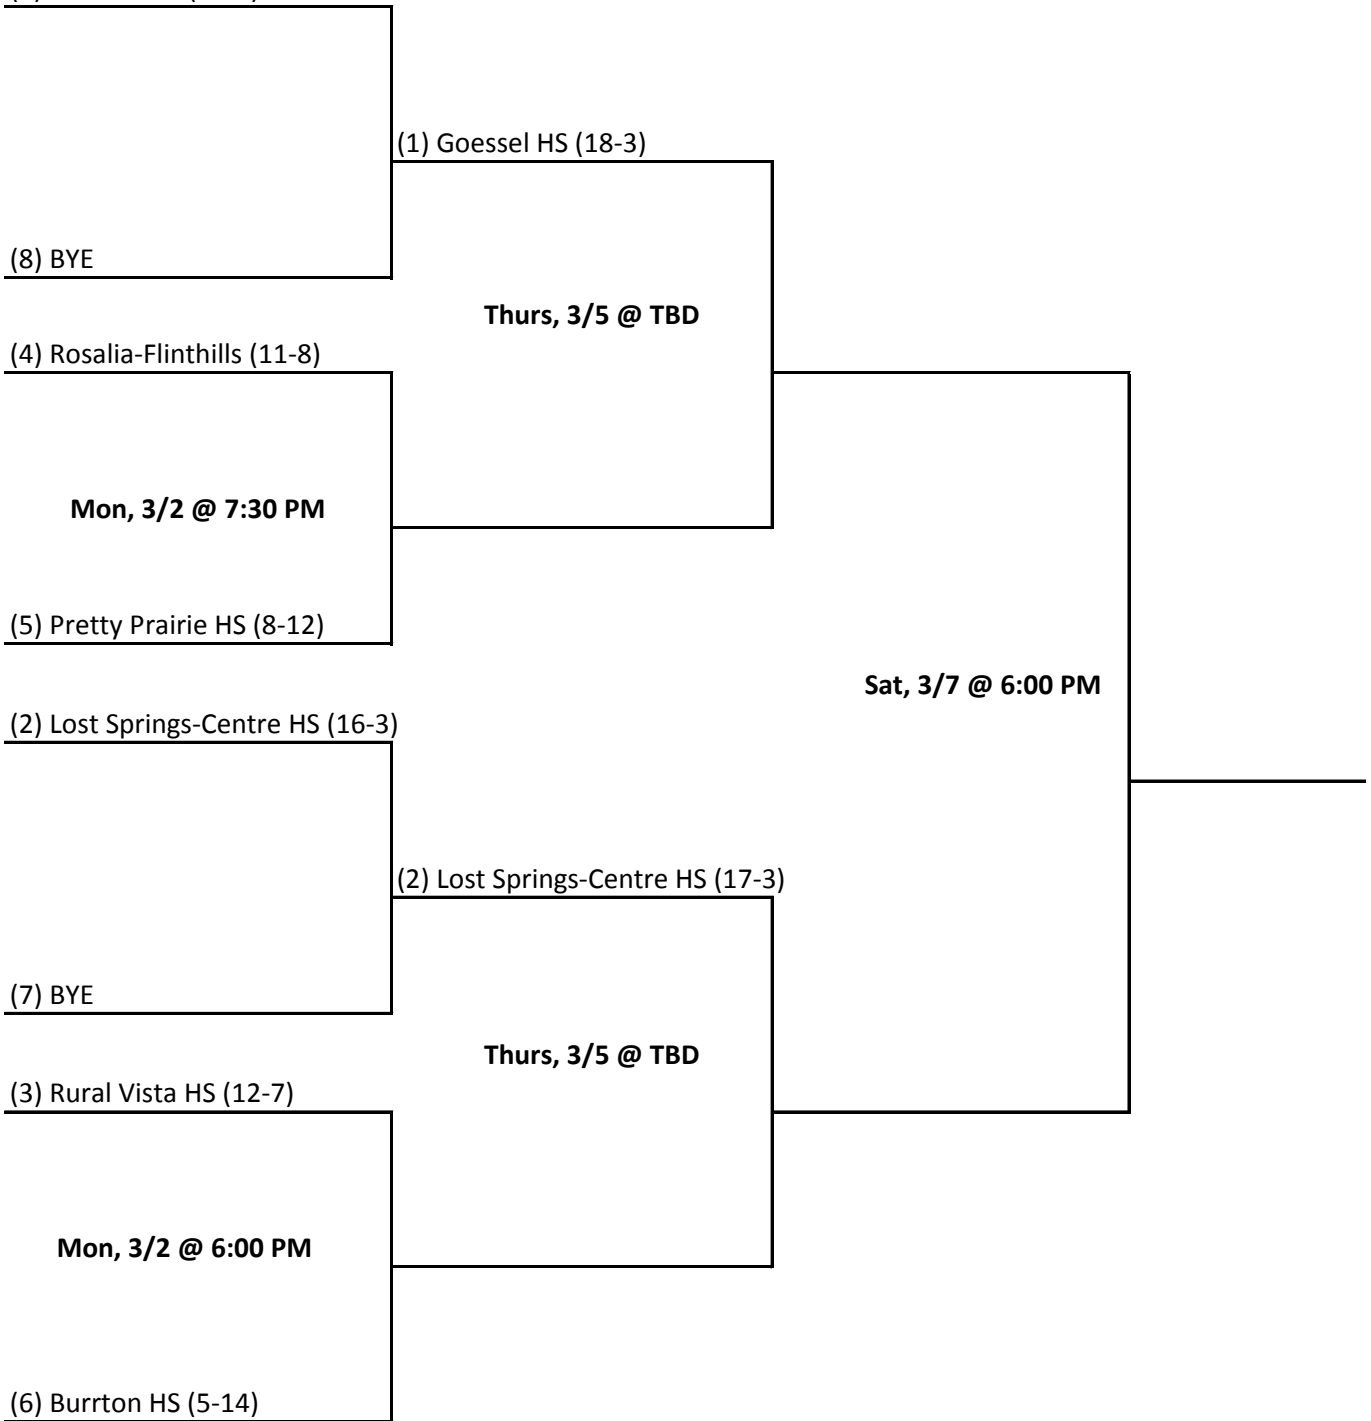 (1) Goessel HS (18-3)
(8) BYE
Thurs, 3/5 @ TBD
(4) Rosalia-Flinthills (11-8)
Mon, 3/2 @ 7:30 PM
(5) Pretty Prairie HS (8-12)
Sat, 3/7 @ 6:00 PM
(2) Lost Springs-Centre HS (16-3)
(2) Lost Springs-Centre HS (17-3)
(7) BYE
Thurs, 3/5 @ TBD
(3) Rural Vista HS (12-7)
Mon, 3/2 @ 6:00 PM
(6) Burrton HS (5-14)